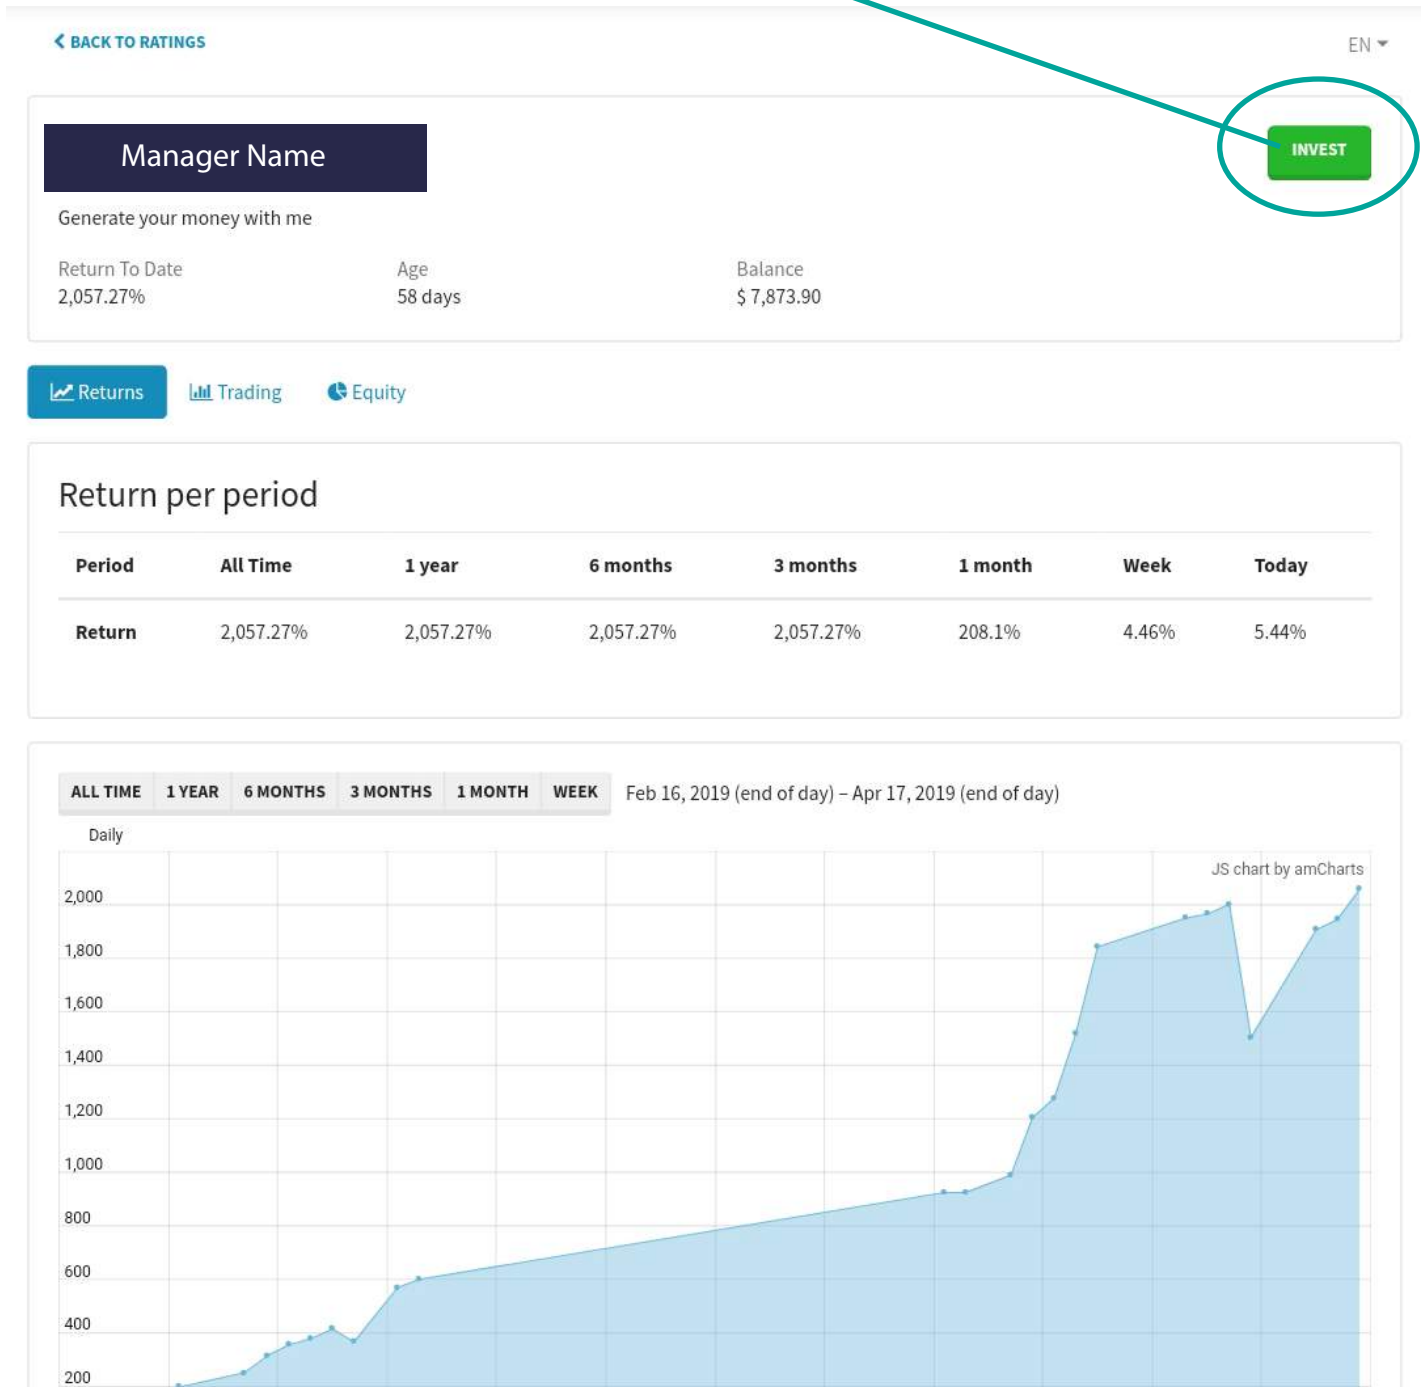 BACK TO RATINGS
EN
Manager Name
INVEST
Generate your money with me
Return To Date Age Balance
2,057.27% 58 days $ 7,873.90
Returns Trading Equity
Return per period
Period All Time 1 year 6 months 3 months 1 month Week Today
Return 2,057.27% 2,057.27% 2,057.27% 2,057.27% 208.1% 4.46% 5.44%
ALL TIME 1 YEAR 6 MONTHS 3 MONTHS 1 MONTH WEEK Feb 16, 2019 (end of day) – Apr 17, 2019 (end of day)
Daily
JS chart by amCharts
2,000
1,800
1,600
1,400
1,200
1,000
800
600
400
200